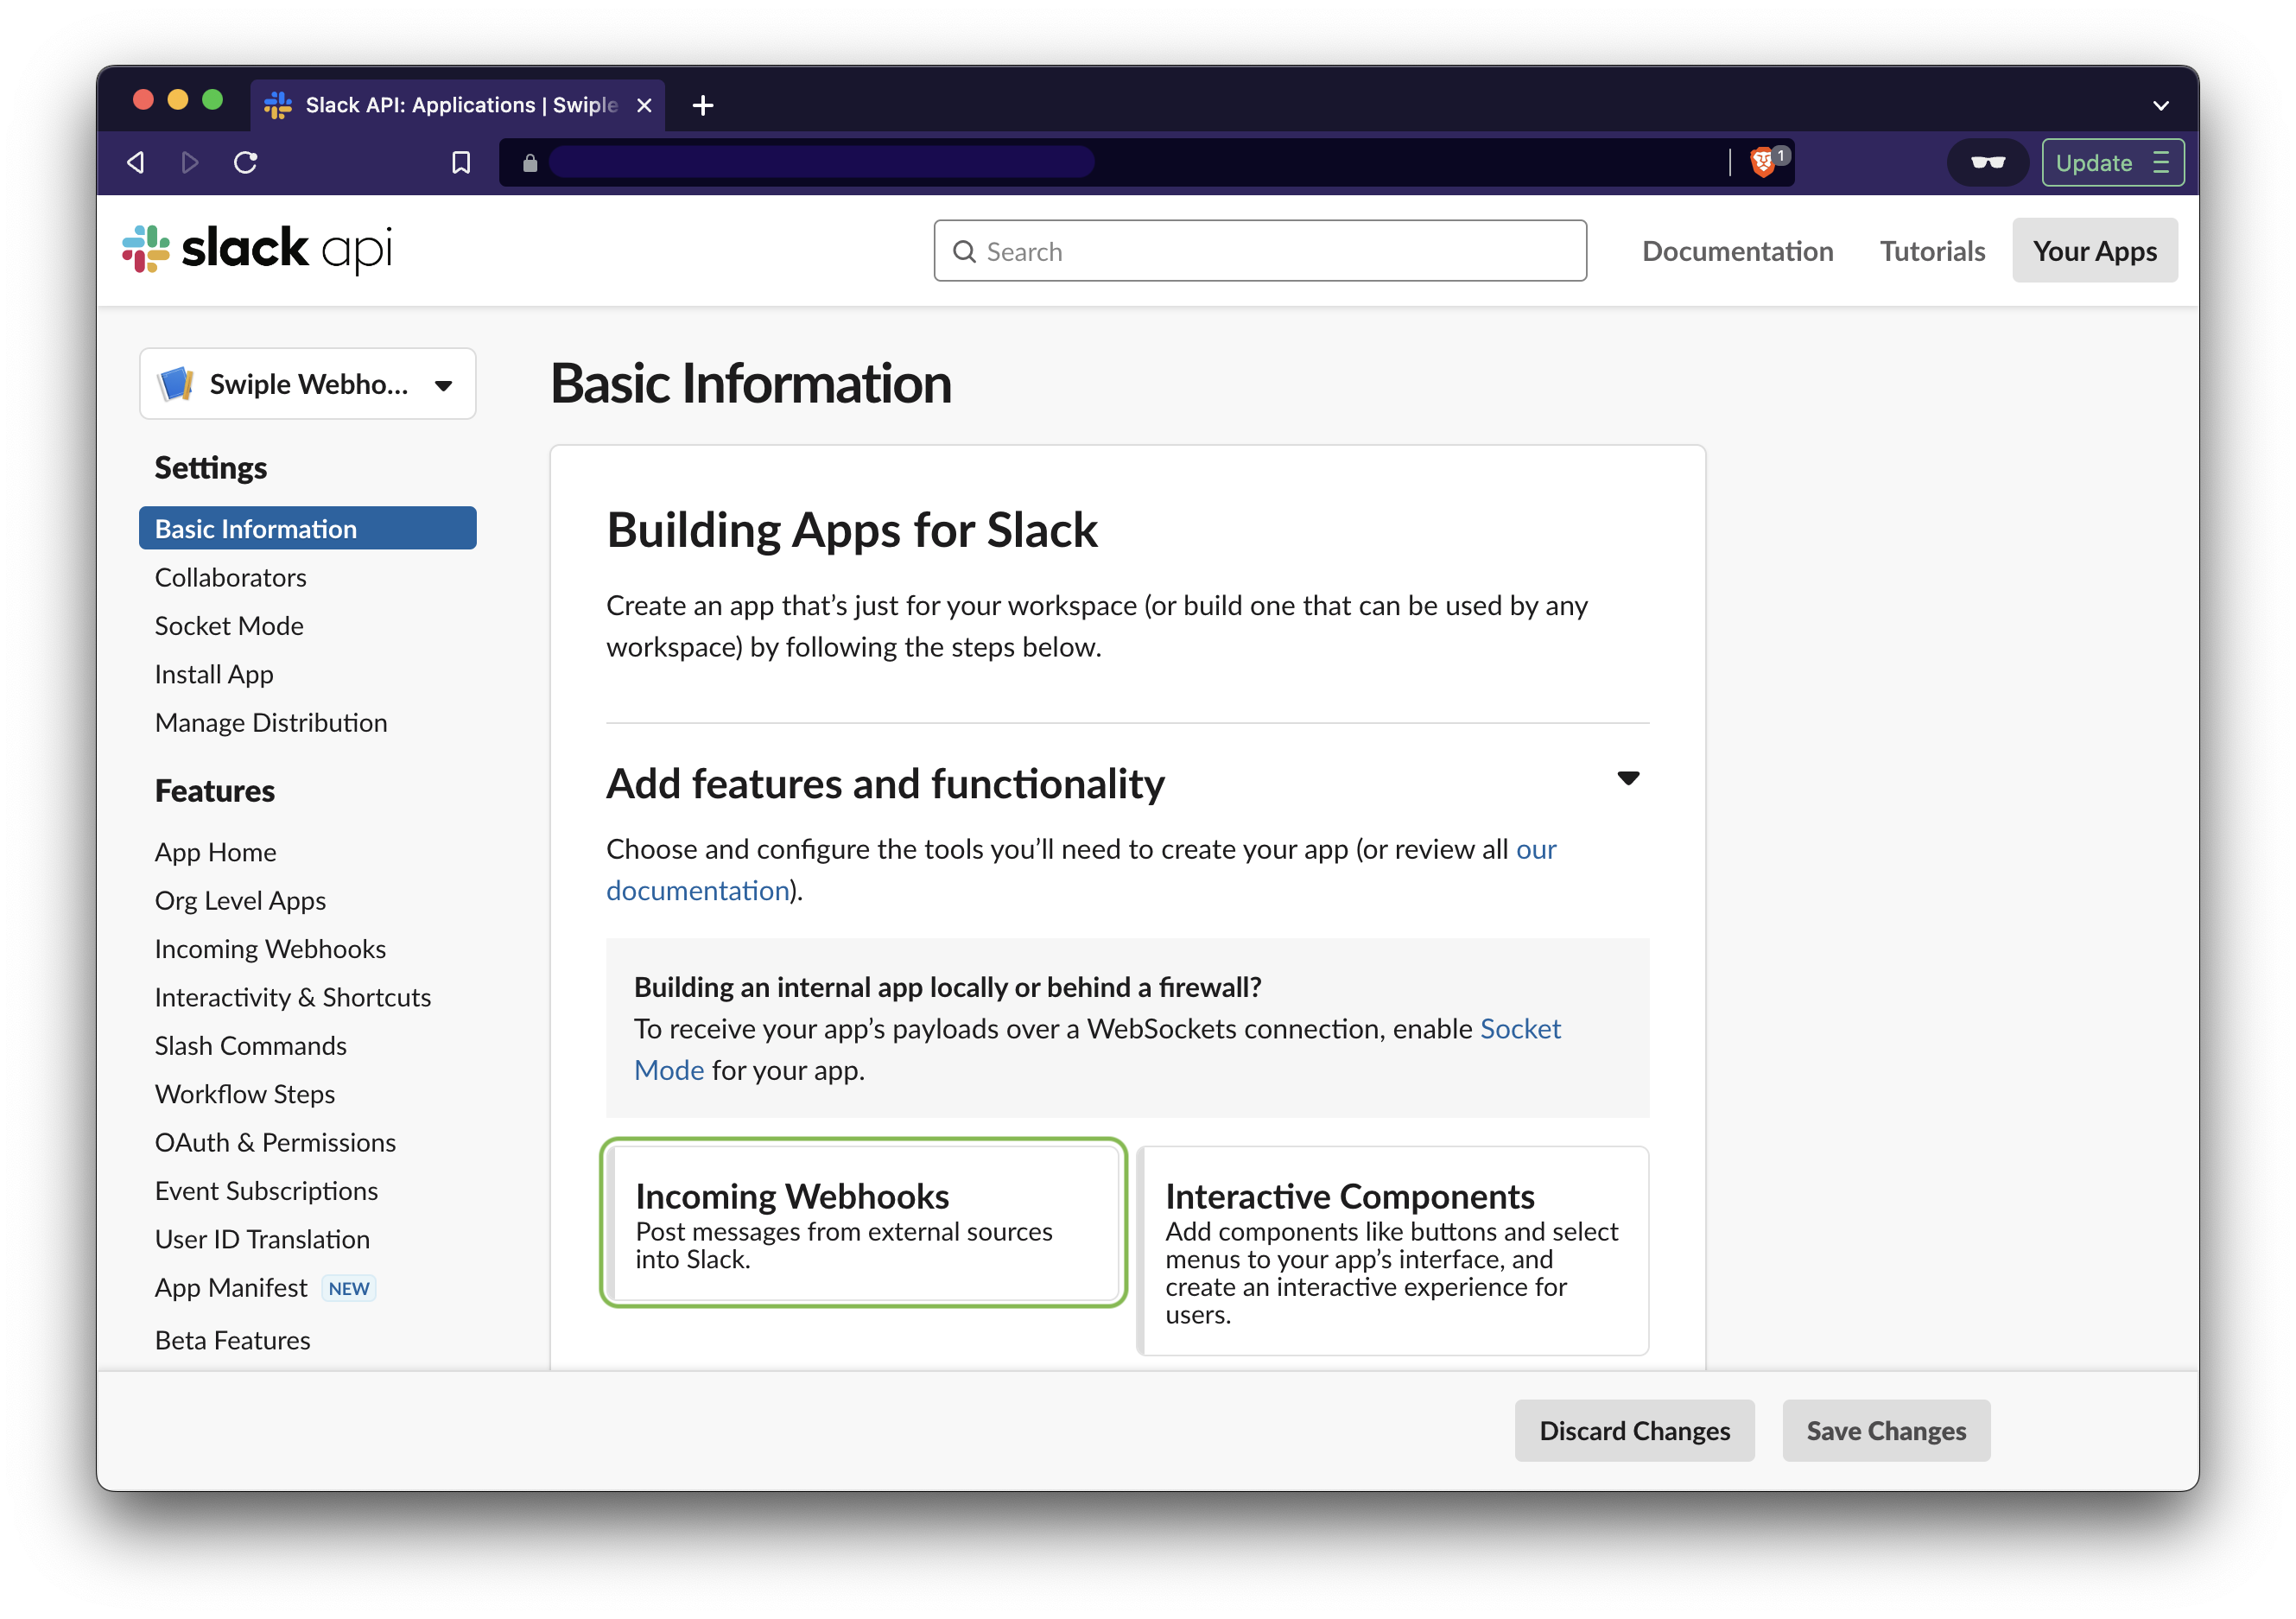 Slack API: Applications | Swiple
1
Update
slack api
Search
Documentation
Tutorials
Your Apps
Swiple Webho...
Settings
Basic Information
Collaborators
Socket Mode
Install App
Manage Distribution
Features
App Home
Org Level Apps
Incoming Webhooks
Interactivity & Shortcuts
Slash Commands
Workflow Steps
OAuth & Permissions
Event Subscriptions
User ID Translation
App Manifest NEW
Beta Features
Basic Information
Building Apps for Slack
Create an app that’s just for your workspace (or build one that can be used by any
workspace) by following the steps below.
Add features and functionality
Choose and configure the tools you’ll need to create your app (or review all our
documentation).
Building an internal app locally or behind a firewall?
To receive your app’s payloads over a WebSockets connection, enable Socket
Mode for your app.
Incoming Webhooks
Post messages from external sources
into Slack.
Interactive Components
Add components like buttons and select
menus to your app’s interface, and
create an interactive experience for
users.
Discard Changes
Save Changes